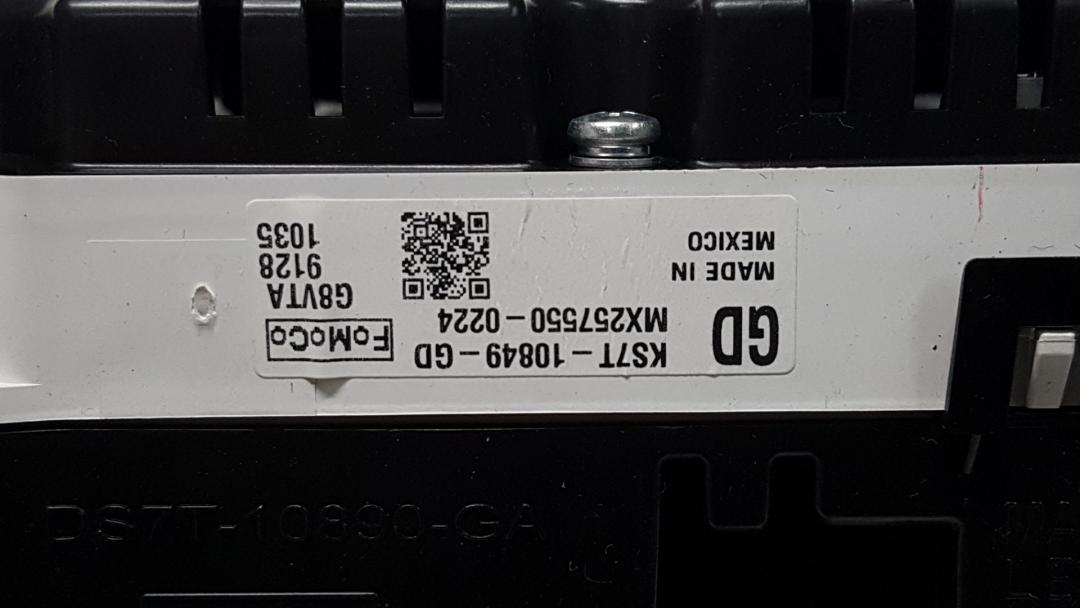 GD
KS7T-10849-GD
FoMoCo
MX257550-0224
G8VTA
MADE IN
MEXICO
9128
1035
DS7T-10890-GA